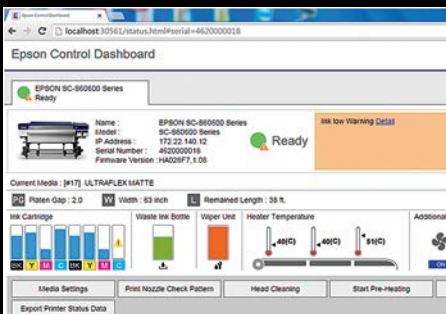 Epson Control Dashboard
localhost:30561/status.html#serial=4620000018
Epson Control Dashboard
EPSON SC-S60600 Series
Ready
Name : EPSON SC-S60600 Series
Model : SC-S60600 Series
IP Address : 172.22.140.12
Serial Number : 4620000018
Firmware Version : HA026F7,1.05
Ready
Ink low Warning Detail
Current Media : [#17] ULTRAFLEX MATTE
PG Platen Gap : 2.0 W Width : 63 inch L Remained Length : 38 ft.
Ink Cartridge Waste Ink Bottle Wiper Unit Heater Temperature Additional
40(C) 40(C) 51(C)
BK Y M C BK Y M C
ON
Media Settings Print Nozzle Check Pattern Head Cleaning Start Pre-Heating
Export Printer Status Data